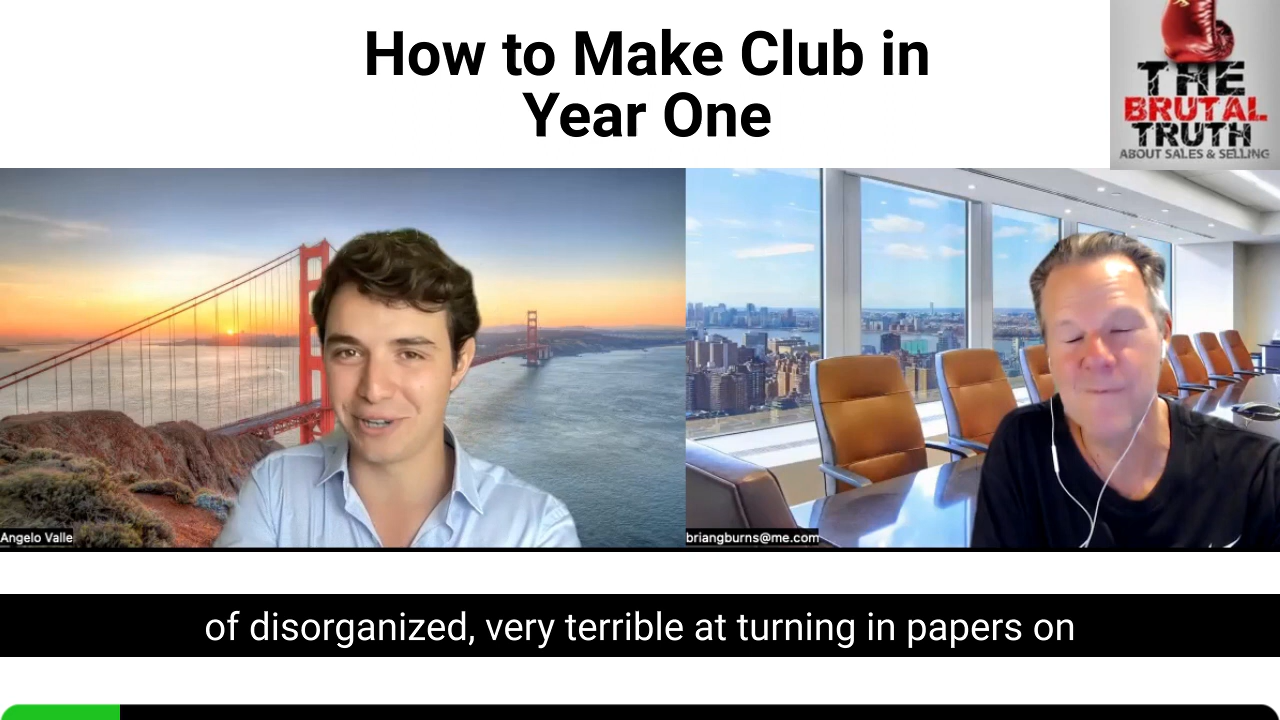 How to Make Club in
Year One
THE
BRUTAL
TRUTH
ABOUT SALES & SELLING
Angelo Valle
briangburns@me.com
of disorganized, very terrible at turning in papers on